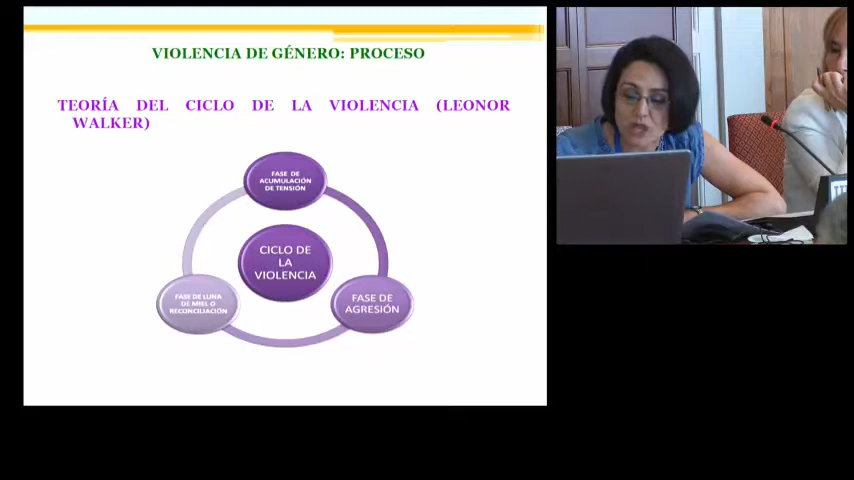 VIOLENCIA DE GÉNERO: PROCESO
TEORÍA DEL CICLO DE LA VIOLENCIA (LEONOR
WALKER)
FASE DE
ACUMULACIÓN
DE TENSIÓN
CICLO DE
LA
VIOLENCIA
FASE DE LUNA
DE MIEL O
RECONCILIACIÓN
FASE DE
AGRESIÓN